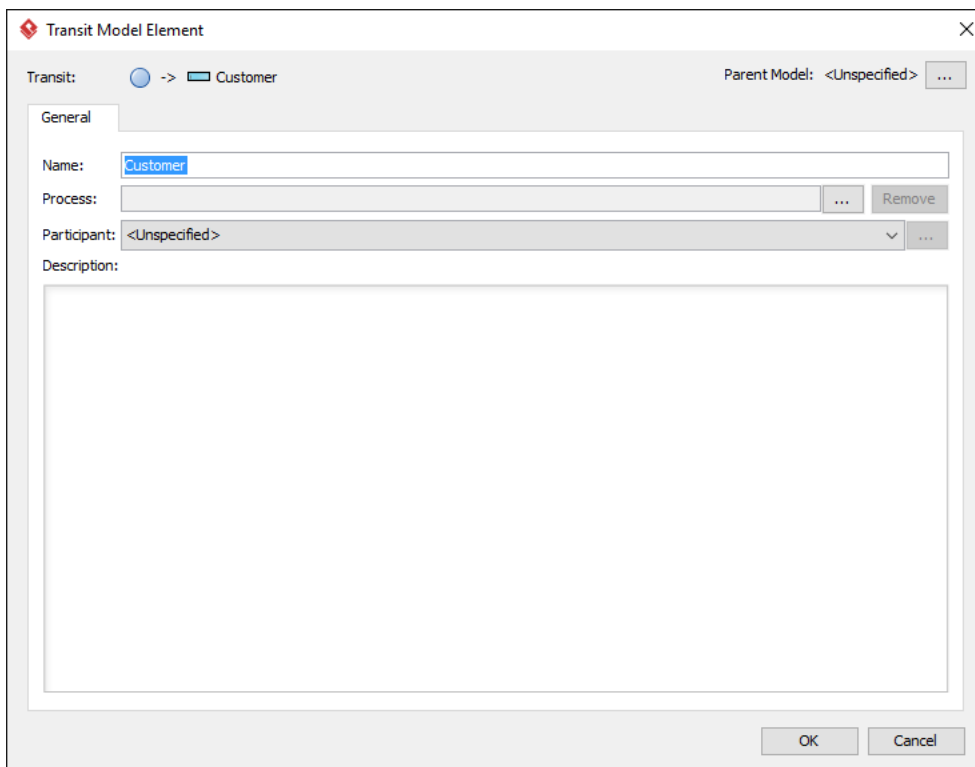 Transit Model Element
Transit: -> Customer Parent Model: <Unspecified> ...
General
Name: Customer
Process: ... Remove
Participant: <Unspecified> ...
Description:
OK Cancel